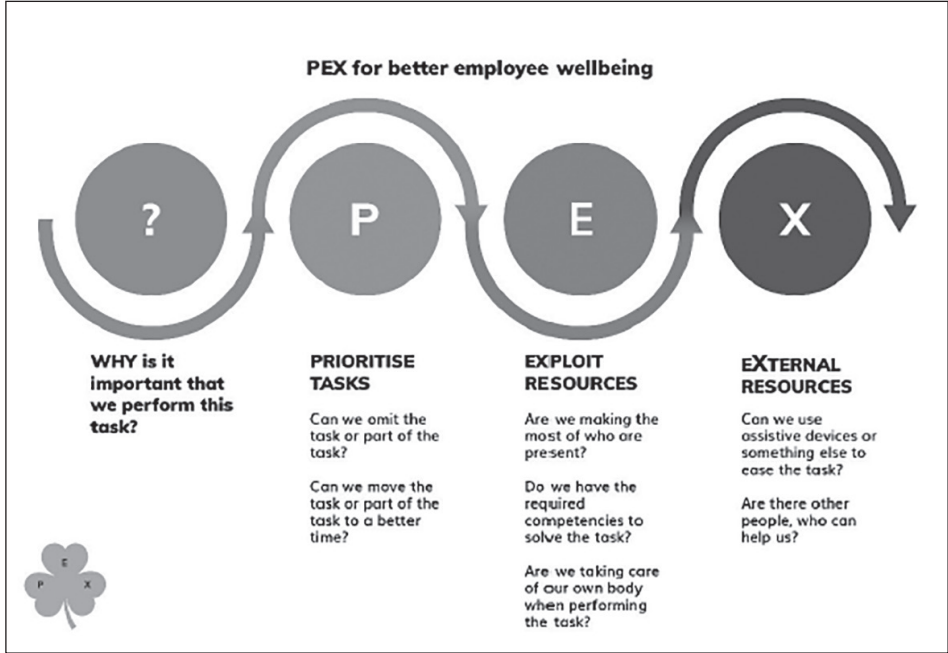 PEX for better employee wellbeing
?
P
E
X
WHY is it
important that
we perform this
task?
PRIORITISE
TASKS
Can we omit the
task or part of the
task?
Can we move the
task or part of the
task to a better
time?
EXPLOIT
RESOURCES
Are we making the
most of who are
present?
Do we have the
required
competencies to
solve the task?
Are we taking care
of our own body
when performing
the task?
eXTERNAL
RESOURCES
Can we use
assistive devices or
something else to
ease the task?
Are there other
people, who can
help us?
E
P X